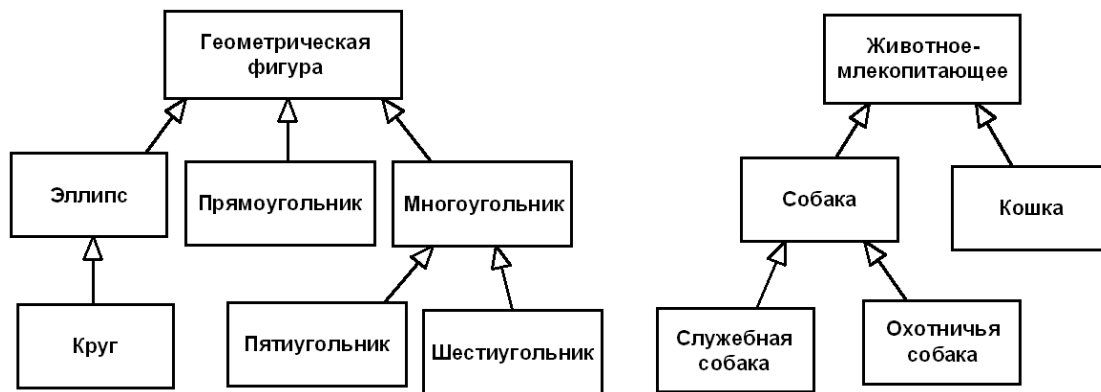 Геометрическая
фигура
Эллипс
Прямоугольник
Многоугольник
Круг
Пятиугольник
Шестиугольник
Животное-
млекопитающее
Собака
Кошка
Служебная
собака
Охотничья
собака